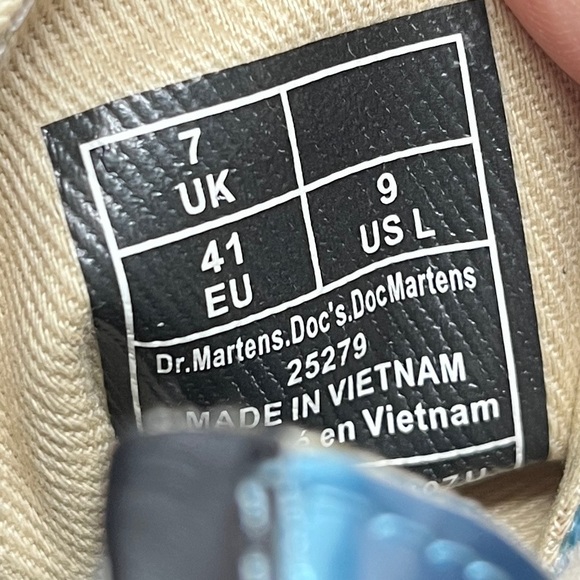 7
UK
9
US L
41
EU
Dr.Martens.Doc's.DocMartens
25279
MADE IN VIETNAM
en Vietnam